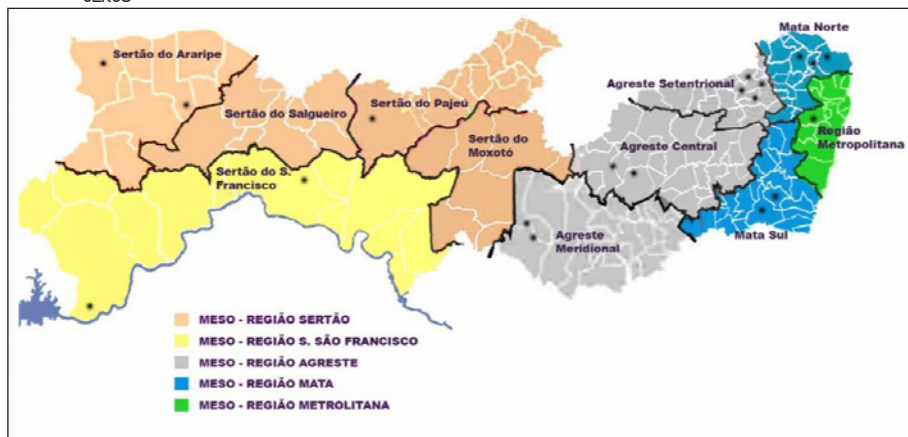 Mata Norte
Sertão do Araripe
Agreste Setentrional
Sertão do Pajeú
Sertão do Salgueiro
Região
Metropolitana
Sertão do
Moxotó
Agreste Central
Sertão do S.
Francisco
Agreste
Meridional
Mata Sul
MESO - REGIÃO SERTÃO
MESO - REGIÃO S. SÃO FRANCISCO
MESO - REGIÃO AGRESTE
MESO - REGIÃO MATA
MESO - REGIÃO METROLITANA